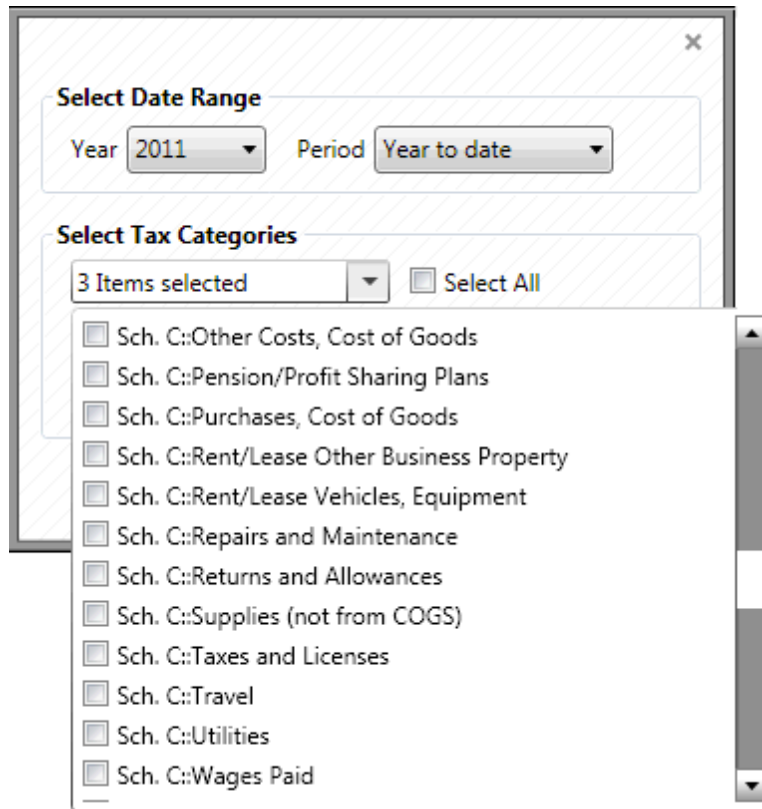 Select Date Range
Year 2011 Period Year to date
Select Tax Categories
3 Items selected Select All
Sch. C::Other Costs, Cost of Goods
Sch. C::Pension/Profit Sharing Plans
Sch. C::Purchases, Cost of Goods
Sch. C::Rent/Lease Other Business Property
Sch. C::Rent/Lease Vehicles, Equipment
Sch. C::Repairs and Maintenance
Sch. C::Returns and Allowances
Sch. C::Supplies (not from COGS)
Sch. C::Taxes and Licenses
Sch. C::Travel
Sch. C::Utilities
Sch. C::Wages Paid